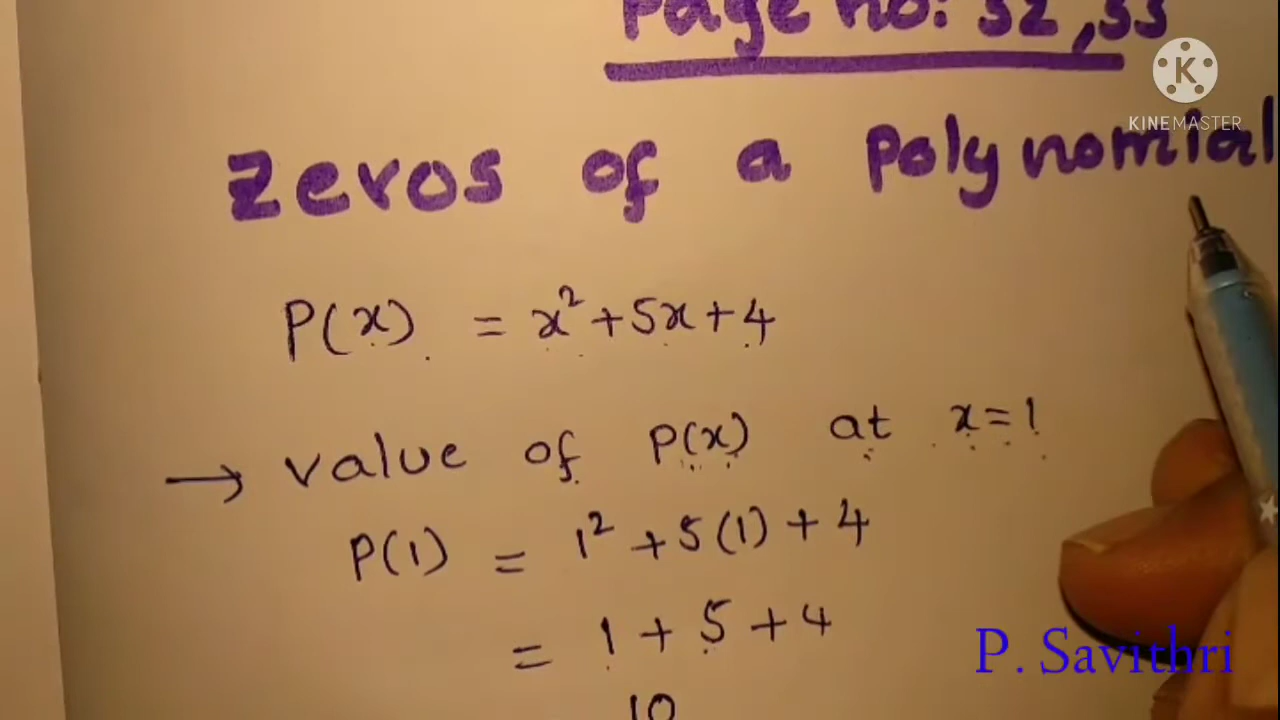 Page no: 32,33
KINEMASTER
zeros of a polynomial
P(x) = x²+5x+4
→ value of P(x) at x=1
P(1) = 1² + 5(1) + 4
= 1 + 5 + 4
10
P. Savithri